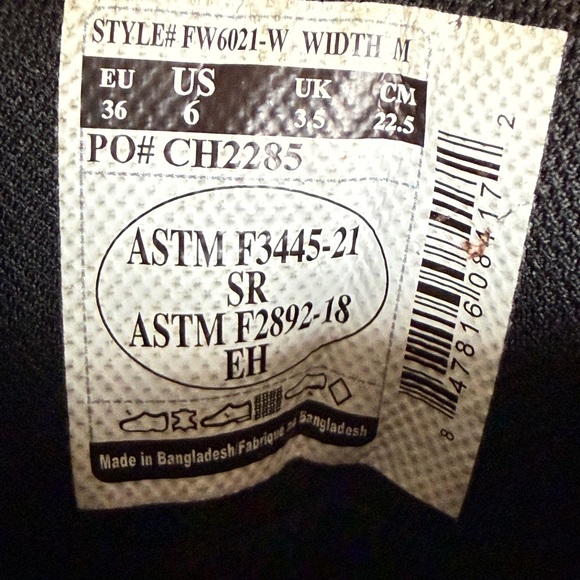 STYLE# FW6021-W WIDTH M
EU US UK CM
36 6 3.5 22.5
PO# CH2285
ASTM F3445-21
SR
ASTM F2892-18
EH
Made in Bangladesh/Fabriqué au Bangladesh
8 47816 08417 2